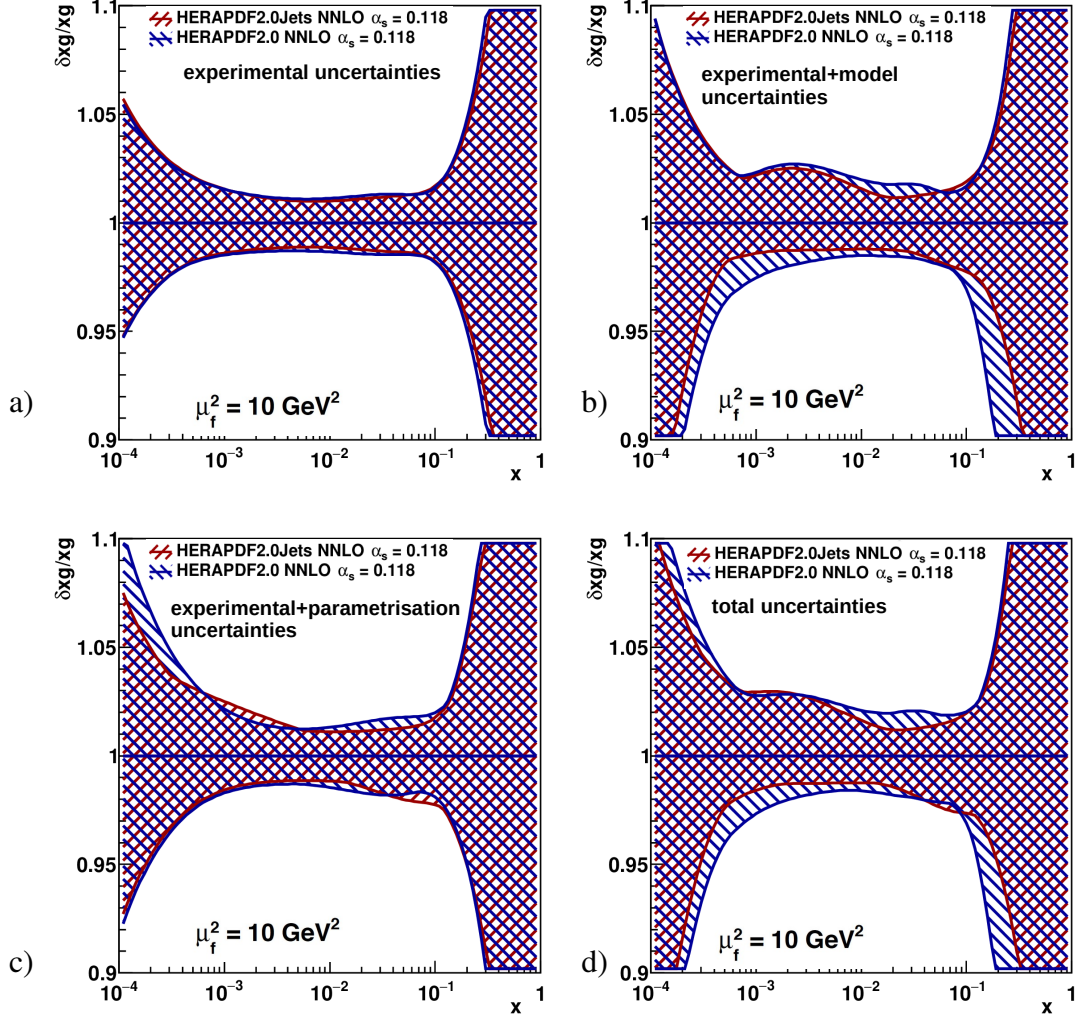 δxg/xg
1.1
1.05
1
0.95
0.9
HERAPDF2.0Jets NNLO αs = 0.118
HERAPDF2.0 NNLO αs = 0.118
experimental uncertainties
μf² = 10 GeV²
a)
10⁻⁴ 10⁻³ 10⁻² 10⁻¹ 1
x
δxg/xg
1.1
1.05
1
0.95
0.9
HERAPDF2.0Jets NNLO αs = 0.118
HERAPDF2.0 NNLO αs = 0.118
experimental+model
uncertainties
μf² = 10 GeV²
b)
10⁻⁴ 10⁻³ 10⁻² 10⁻¹ 1
x
δxg/xg
1.1
1.05
1
0.95
0.9
HERAPDF2.0Jets NNLO αs = 0.118
HERAPDF2.0 NNLO αs = 0.118
experimental+parametrisation
uncertainties
μf² = 10 GeV²
c)
10⁻⁴ 10⁻³ 10⁻² 10⁻¹ 1
x
δxg/xg
1.1
1.05
1
0.95
0.9
HERAPDF2.0Jets NNLO αs = 0.118
HERAPDF2.0 NNLO αs = 0.118
total uncertainties
μf² = 10 GeV²
d)
10⁻⁴ 10⁻³ 10⁻² 10⁻¹ 1
x